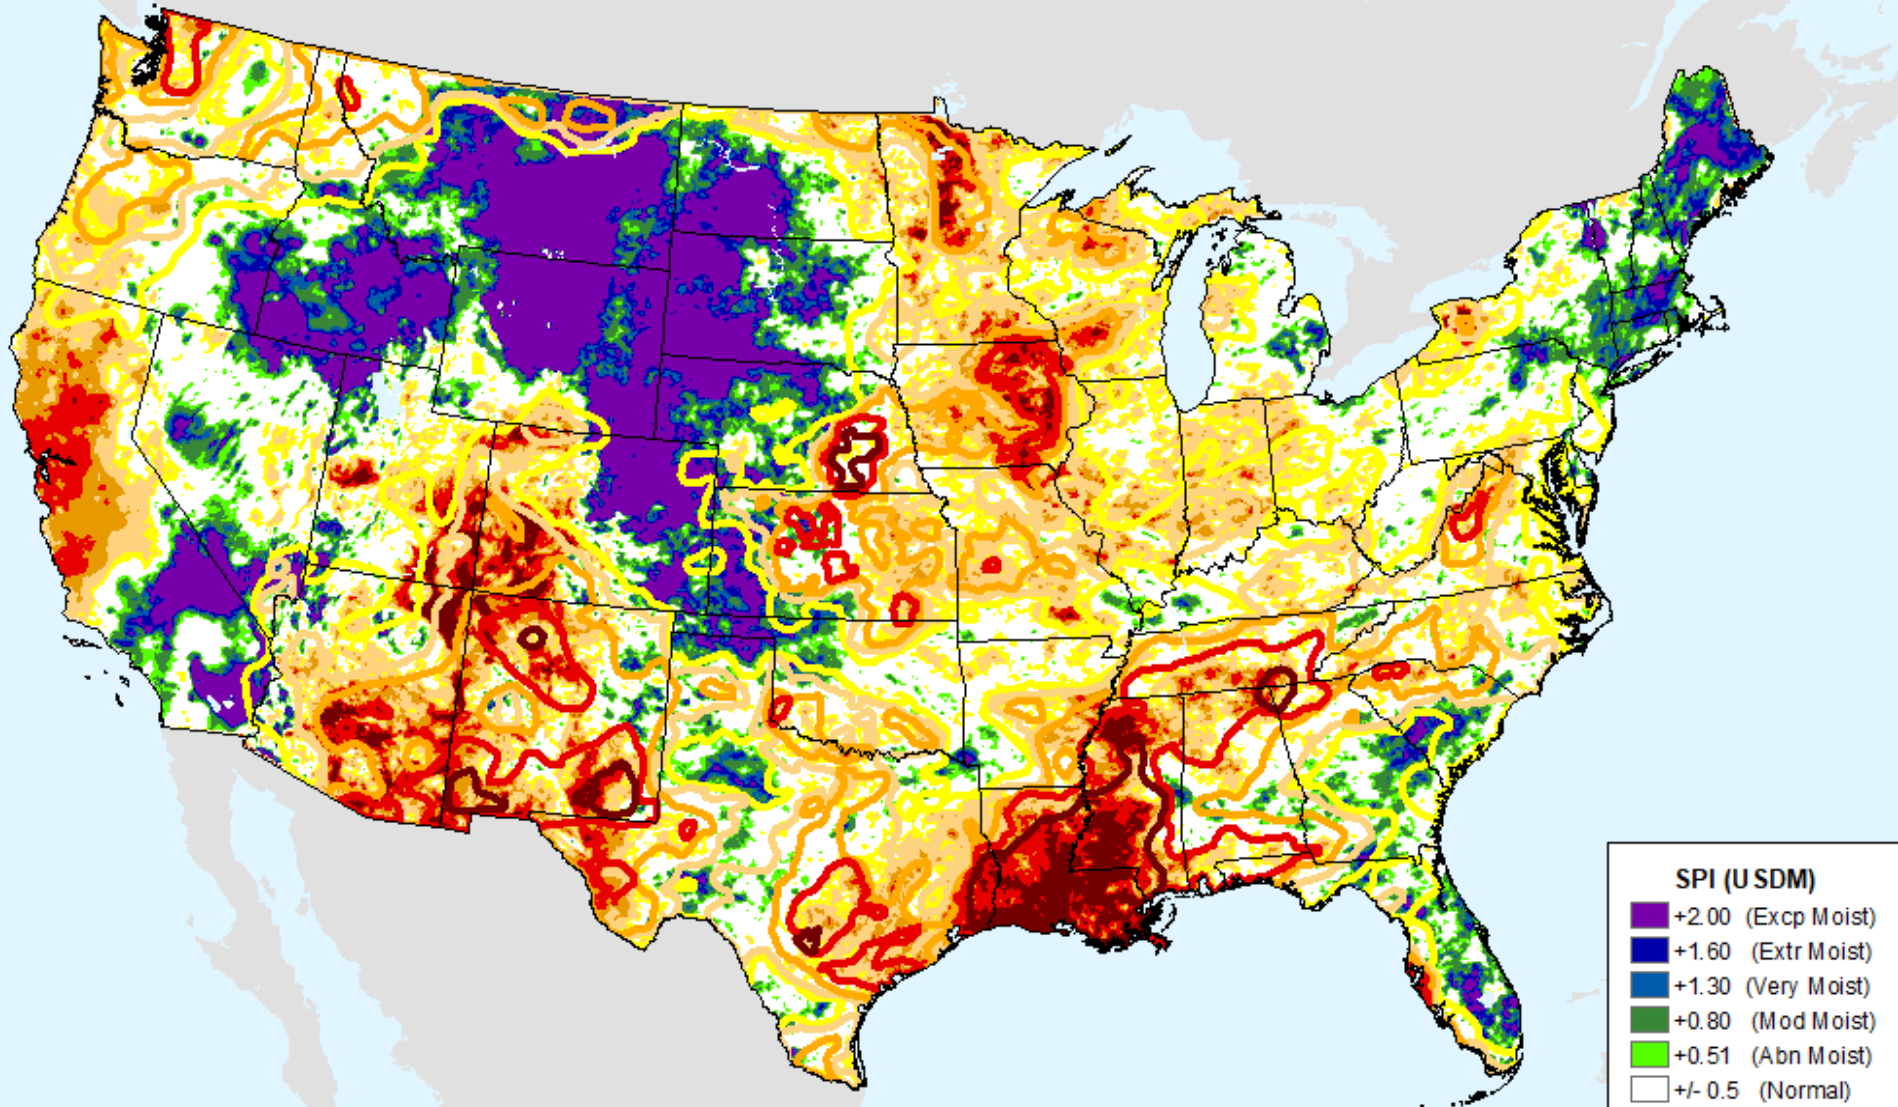 SPI (USDM)
+2.00 (Excp Moist)
+1.60 (Extr Moist)
+1.30 (Very Moist)
+0.80 (Mod Moist)
+0.51 (Abn Moist)
+/- 0.5 (Normal)